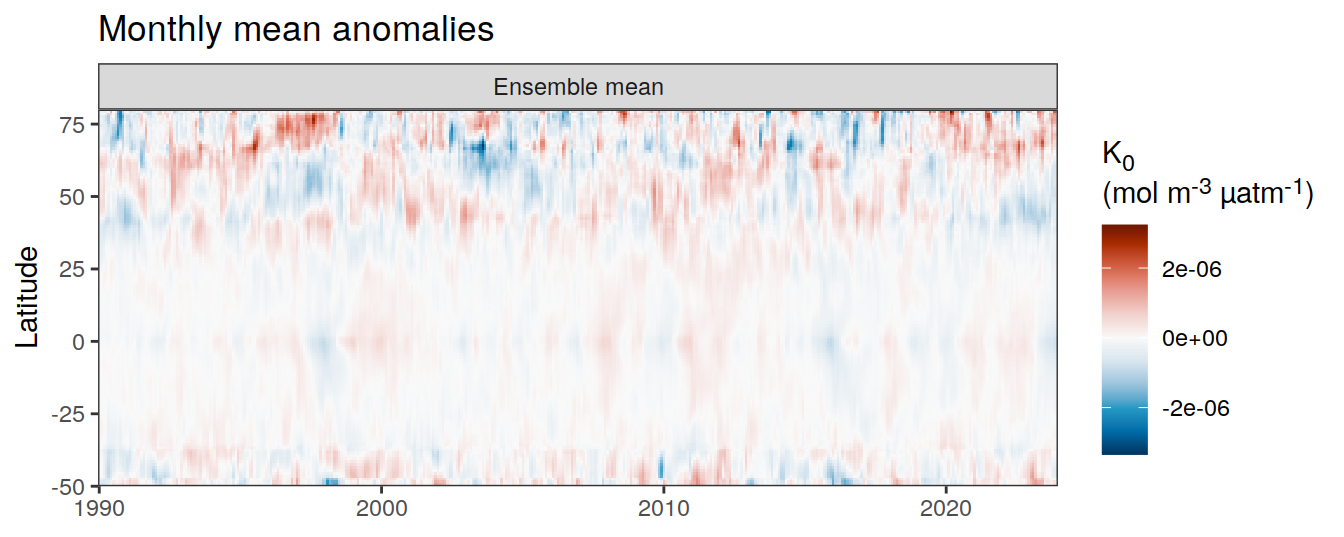 Monthly mean anomalies
Ensemble mean
Latitude
75
50
25
0
-25
-50
1990
2000
2010
2020
K₀
(mol m⁻³ µatm⁻¹)
2e-06
0e+00
-2e-06